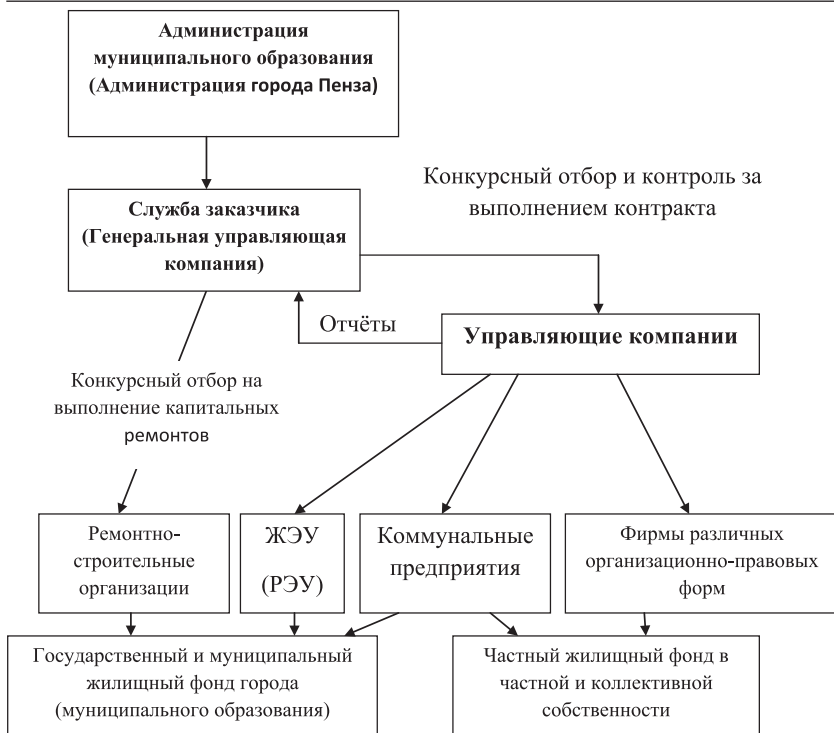 Администрация
муниципального образования
(Администрация города Пенза)
Конкурсный отбор и контроль за
выполнением контракта
Служба заказчика
(Генеральная управляющая
компания)
Отчёты
Управляющие компании
Конкурсный отбор на
выполнение капитальных
ремонтов
Ремонтно-
строительные
организации
ЖЭУ
(РЭУ)
Коммунальные
предприятия
Фирмы различных
организационно-правовых
форм
Государственный и муниципальный
жилищный фонд города
(муниципального образования)
Частный жилищный фонд в
частной и коллективной
собственности